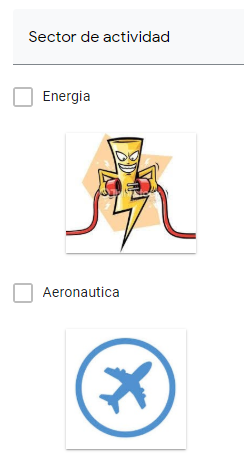 Sector de actividad
Energia
Aeronautica